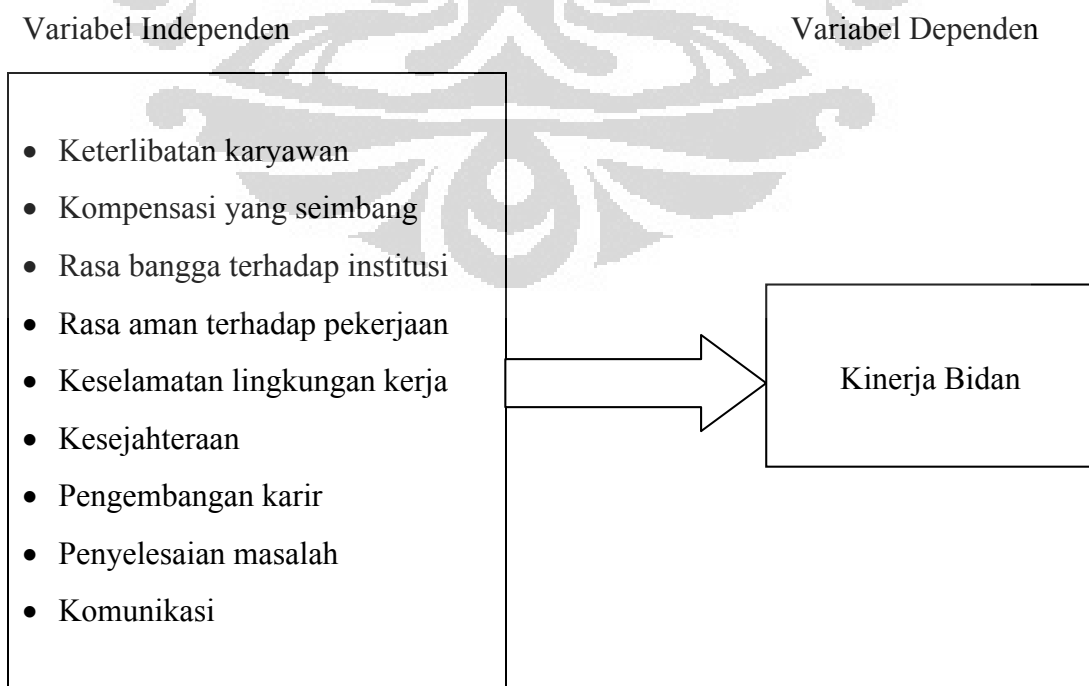 Variabel Independen
Variabel Dependen
• Keterlibatan karyawan
• Kompensasi yang seimbang
• Rasa bangga terhadap institusi
• Rasa aman terhadap pekerjaan
• Keselamatan lingkungan kerja
• Kesejahteraan
• Pengembangan karir
• Penyelesaian masalah
• Komunikasi
Kinerja Bidan